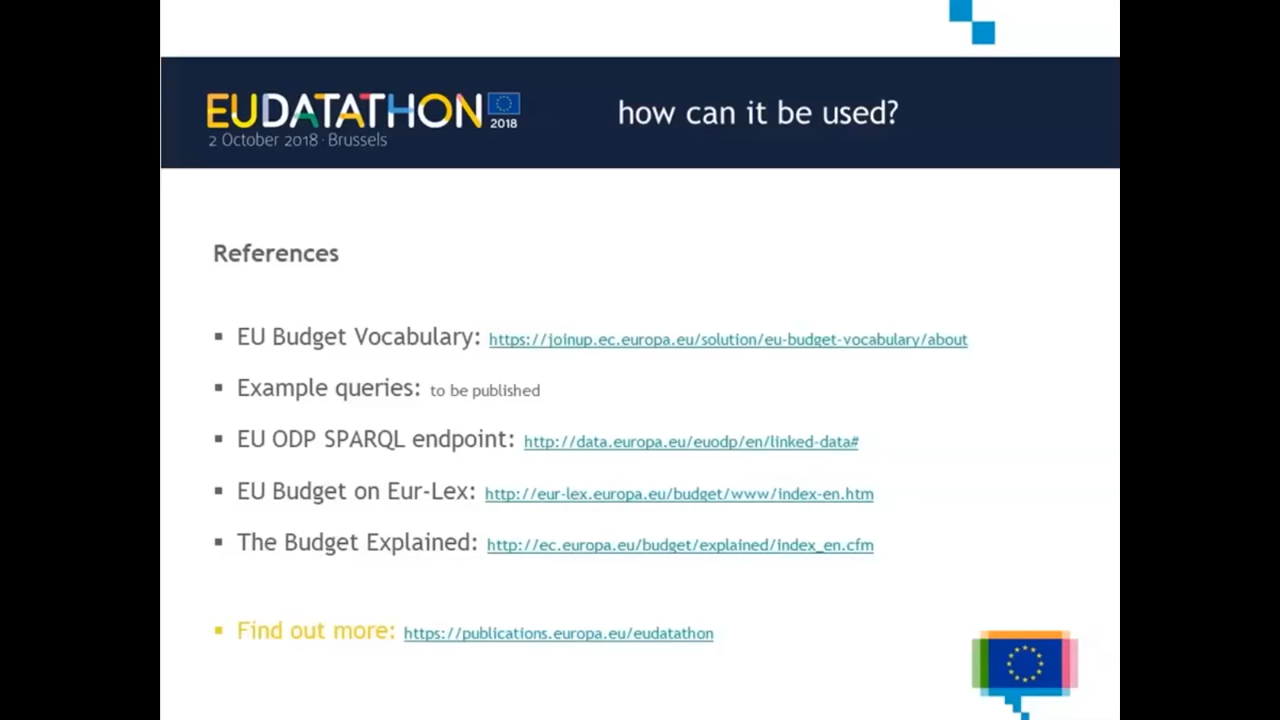 EUDATATHON
2018
2 October 2018 · Brussels
how can it be used?
References
▪ EU Budget Vocabulary: https://joinup.ec.europa.eu/solution/eu-budget-vocabulary/about
▪ Example queries: to be published
▪ EU ODP SPARQL endpoint: http://data.europa.eu/euodp/en/linked-data#
▪ EU Budget on Eur-Lex: http://eur-lex.europa.eu/budget/www/index-en.htm
▪ The Budget Explained: http://ec.europa.eu/budget/explained/index_en.cfm
▪ Find out more: https://publications.europa.eu/eudatathon